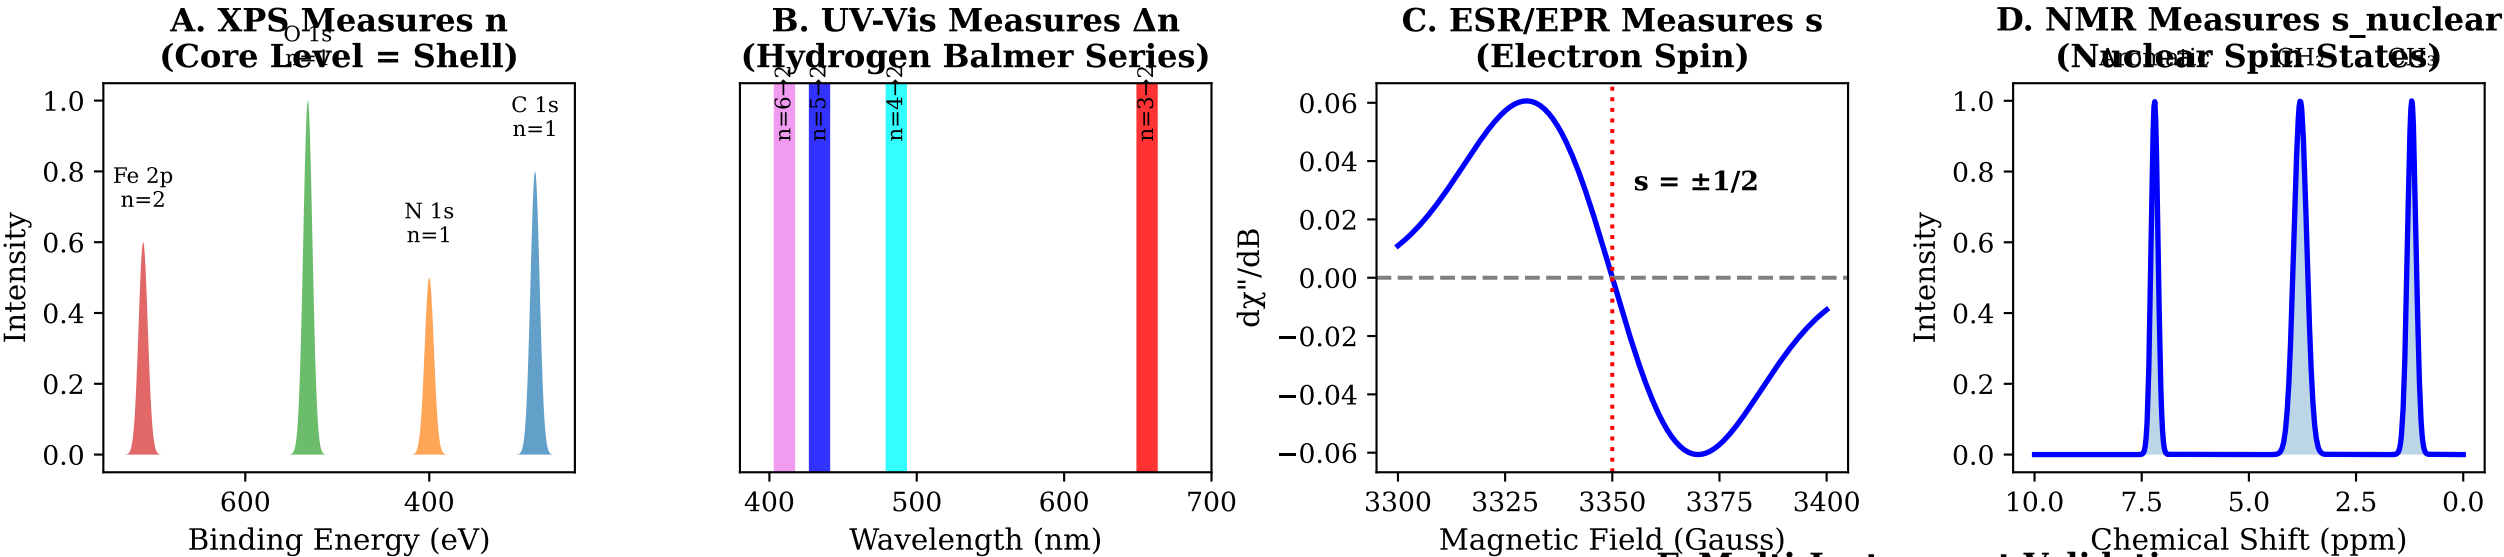 A. XPS Measures n
(Core Level = Shell)
O 1s
n=1
C 1s
n=1
Fe 2p
n=2
N 1s
n=1
Intensity
1.0
0.8
0.6
0.4
0.2
0.0
600
400
Binding Energy (eV)
B. UV-Vis Measures Δn
(Hydrogen Balmer Series)
n=6→2
n=5→2
n=4→2
n=3→2
400
500
600
700
Wavelength (nm)
C. ESR/EPR Measures s
(Electron Spin)
dχ"/dB
0.06
0.04
0.02
0.00
−0.02
−0.04
−0.06
s = ±1/2
3300
3325
3350
3375
3400
Magnetic Field (Gauss)
D. NMR Measures s_nuclear
(Nuclear Spin States)
Aromatic
CH₂
CH₃
Intensity
1.0
0.8
0.6
0.4
0.2
0.0
10.0
7.5
5.0
2.5
0.0
Chemical Shift (ppm)